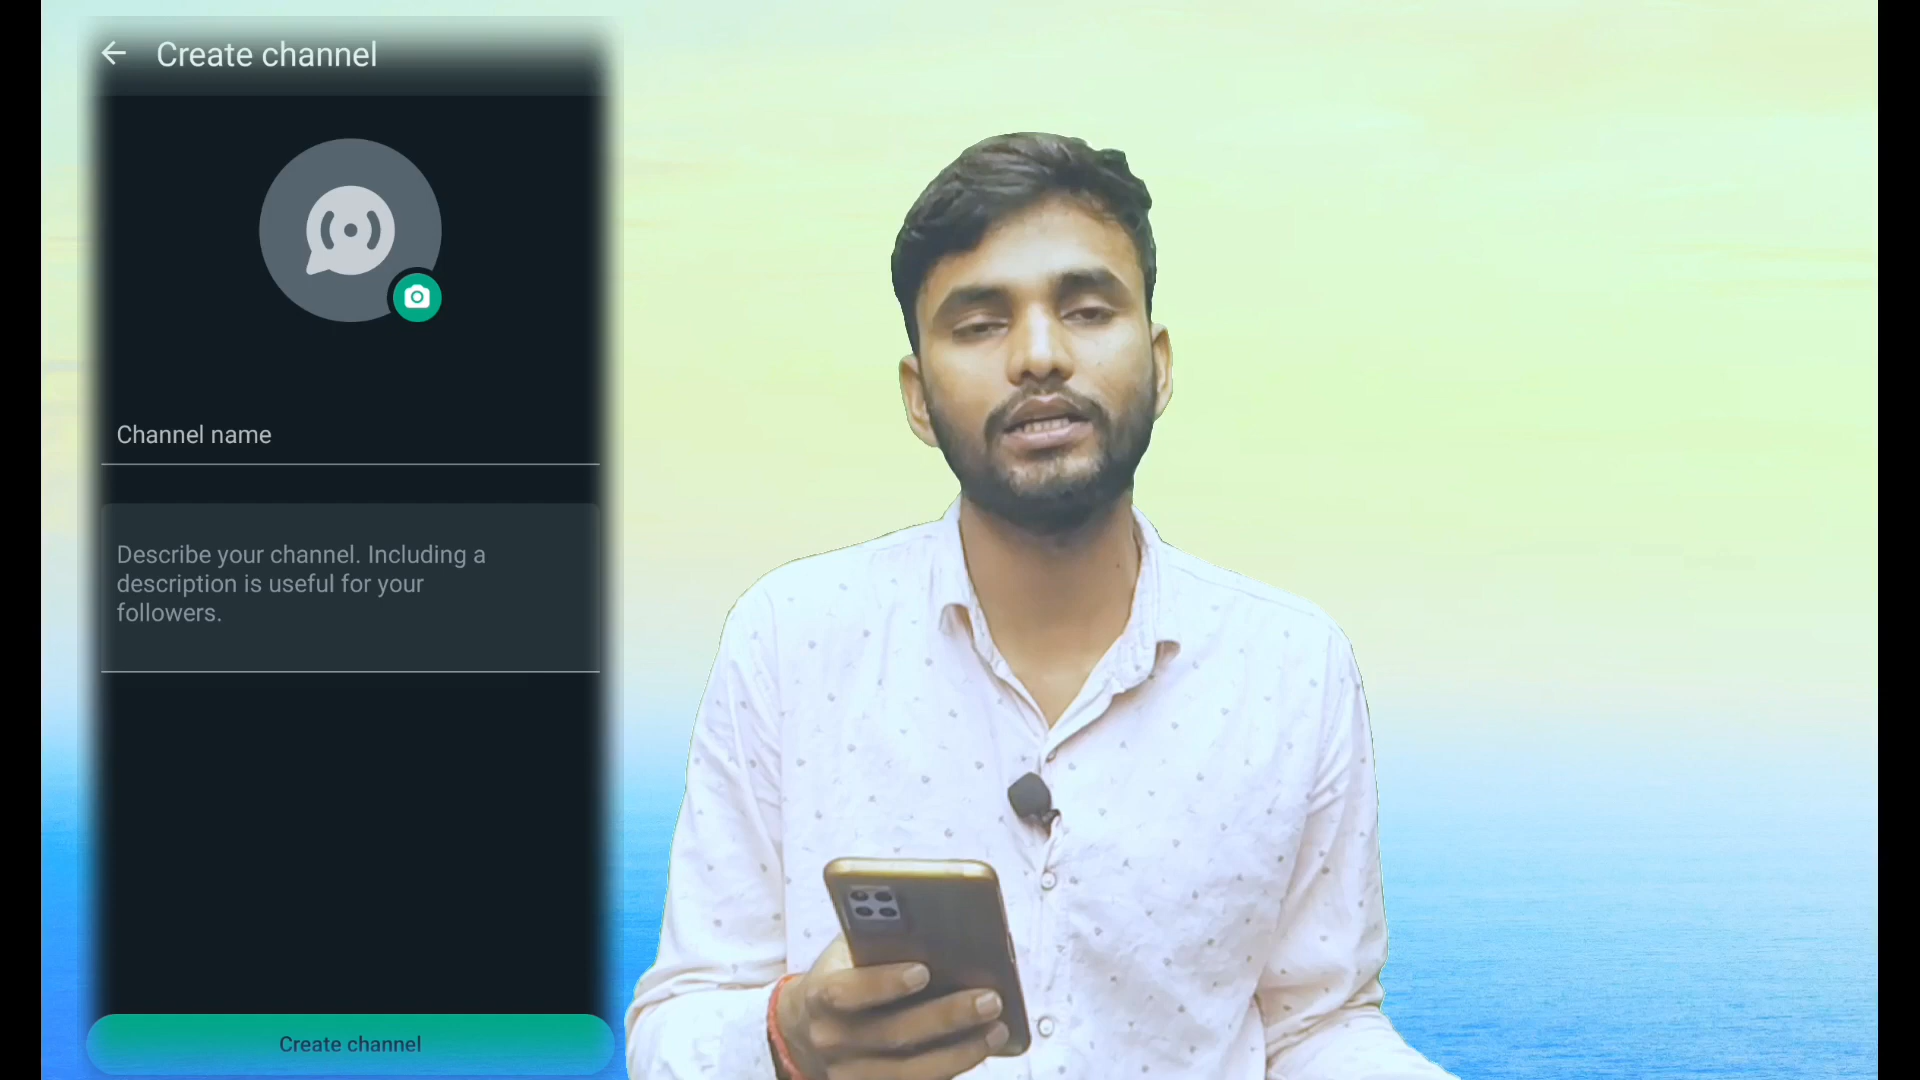 Create channel
Channel name
Describe your channel. Including a
description is useful for your
followers.
Create channel